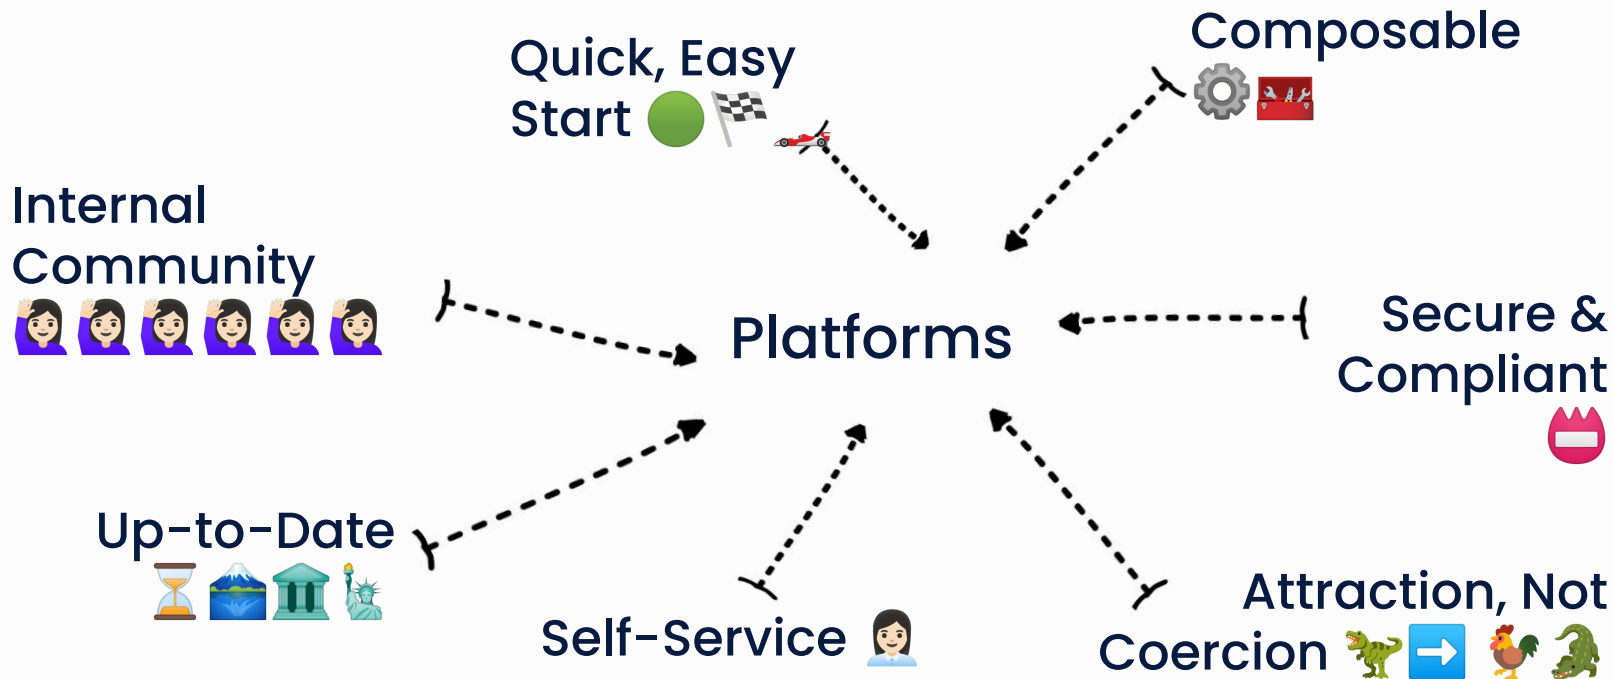 Quick, Easy
Start
Composable
Internal
Community
Platforms
Secure &
Compliant
Up-to-Date
Self-Service
Attraction, Not
Coercion